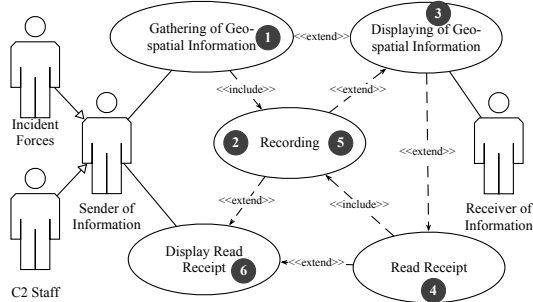 Gathering of Geo-
spatial Information
1
<<extend>>
3
Displaying of Geo-
spatial Information
<<include>>
<<extend>>
Incident
Forces
2
Recording
5
<<extend>>
Sender of
Information
<<extend>>
<<include>>
Receiver of
Information
Display Read
Receipt
6
<<extend>>
Read Receipt
4
C2 Staff